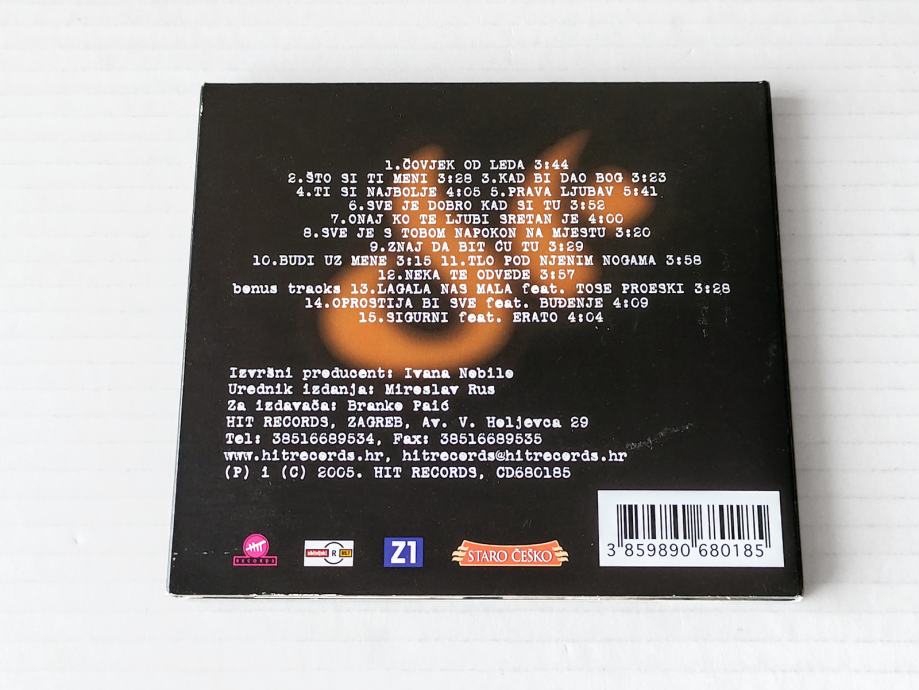 1.ČOVJEK OD LEDA 3:44
2.ŠTO SI TI MENI 3:28 3.KAD BI DAO BOG 3:23
4.TI SI NAJBOLJE 4:05 5.PRAVA LJUBAV 5:41
6.SVE JE DOBRO KAD SI TU 3:52
7.ONAJ KO TE LJUBI SRETAN JE 4:00
8.SVE JE S TOBOM NAPOKON NA MJESTU 3:20
9.ZNAJ DA BIT ĆU TU 3:29
10.BUDI UZ MENE 3:15 11.TLO POD NJENIM NOGAMA 3:58
12.NEKA TE ODVEDE 3:57
bonus tracks 13.LAGALA NAS MALA feat. TOSE PROESKI 3:28
14.OPROSTIJA BI SVE feat. BUĐENJE 4:09
15.SIGURNI feat. ERATO 4:04
Izvršni producent: Ivana Nobilo
Urednik izdanja: Miroslav Rus
Za izdavača: Branko Paić
HIT RECORDS, ZAGREB, Av. V. Holjevca 29
Tel: 38516689534, Fax: 38516689535
www.hitrecords.hr, hitrecords@hitrecords.hr
(P) i (C) 2005. HIT RECORDS, CD680185
RECORDS
R
Z1
STARO ČEŠKO
3 859890 680185